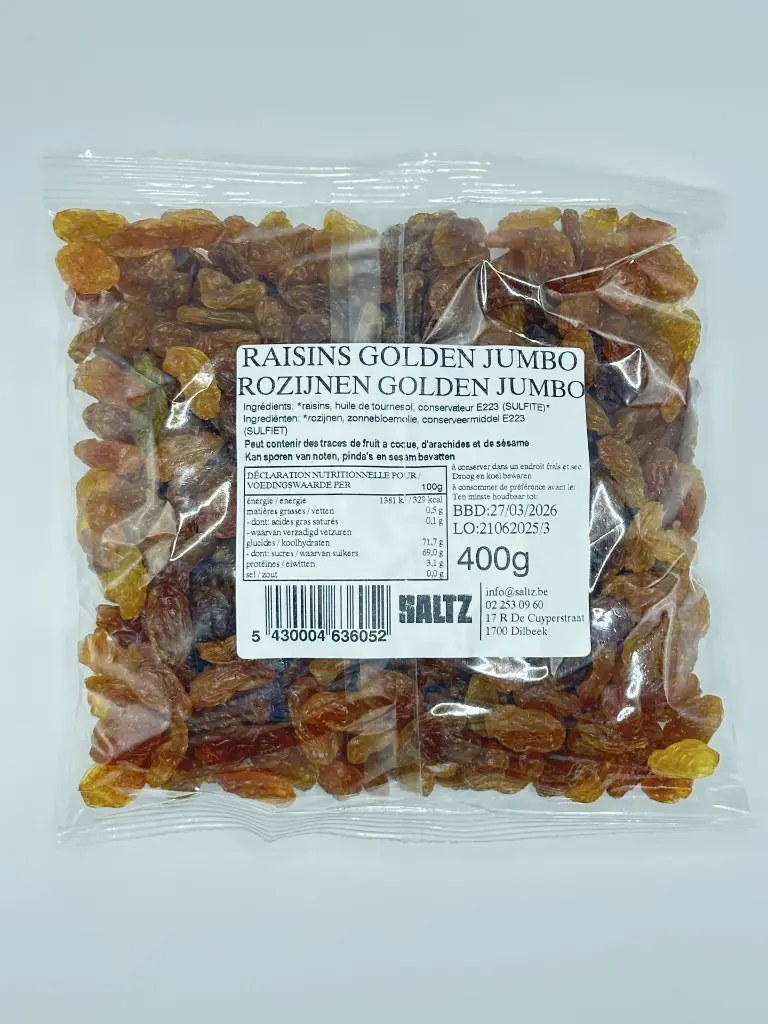 RAISINS GOLDEN JUMBO
ROZIJNEN GOLDEN JUMBO
Ingrédients: *raisins, huile de tournesol, conservateur E223 (SULFITE)*
Ingrediënten: *rozijnen, zonnebloemolie, conserveermiddel E223
(SULFIET)
Peut contenir des traces de fruit a coque, d'arachides et de sésame
Kan sporen van noten, pinda's en sesam bevatten
DÉCLARATION NUTRITIONNELLE POUR/
VOEDINGSWAARDE PER 100g
énergie / energie 1381 k / 329 kcal
matières grasses / vetten 0,5 g
- dont: acides gras saturés 0,1 g
- waarvan verzadigd vetzuren
glucides / koolhydraten 71,7 g
- dont: sucres / waarvan suikers 69,0 g
protéines / eiwitten 3,1 g
sel / zout 0,0 g
à conserver dans un endroit frais et sec
Droog en koel bewaren
à consommer de préférence avant le:
Ten minste houdbaar tot:
BBD:27/03/2026
LO:21062025/3
400g
5 430004 636052
SALTZ
info@saltz.be
02 253 09 60
17 R De Cuyperstraat
1700 Dilbeek